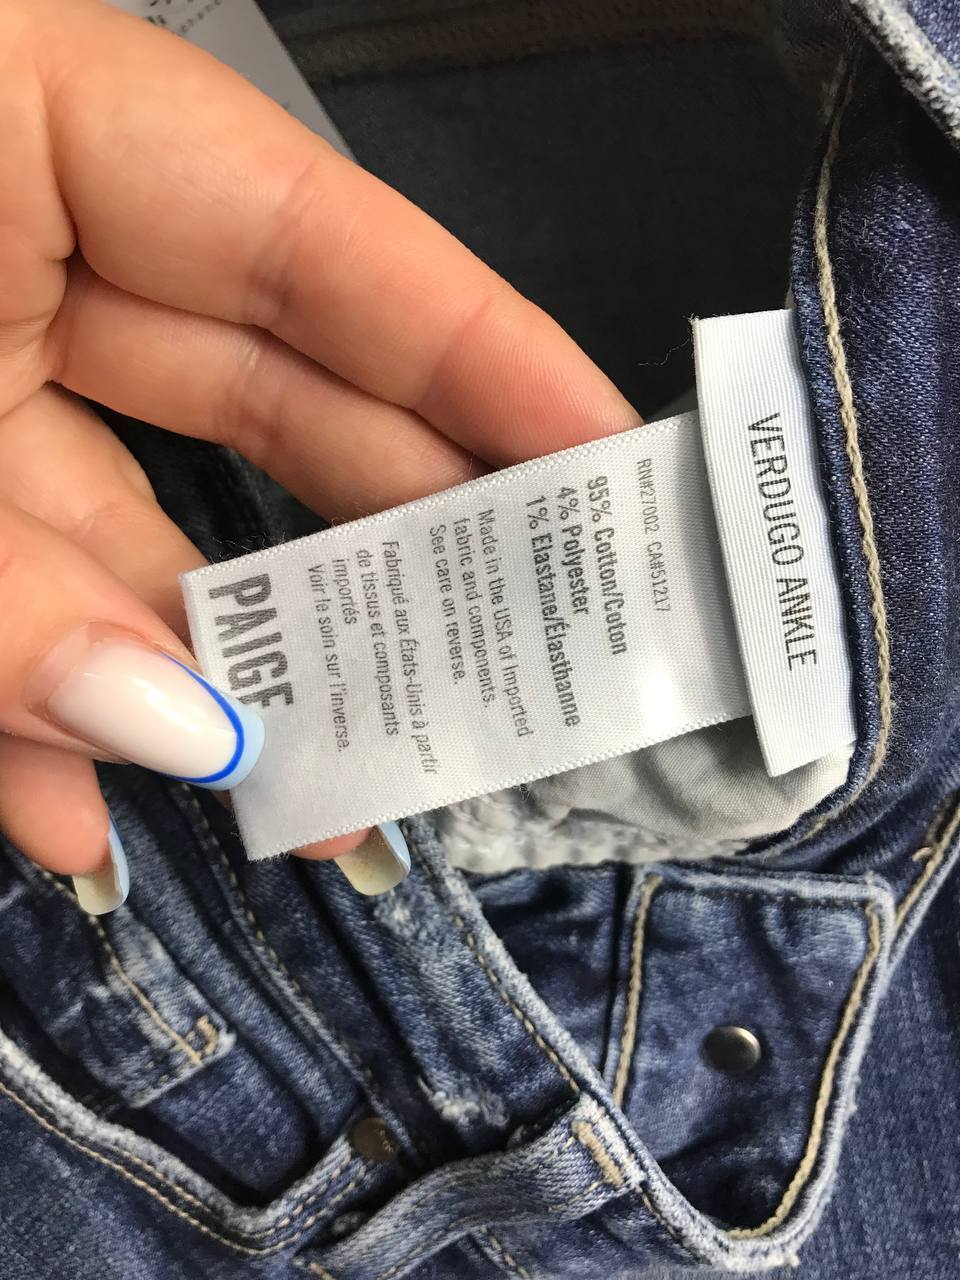 VERDUGO ANKLE
RN#27002 CA#51217
95% Cotton/Coton
4% Polyester
1% Elastane/Élasthanne
Made in the USA of Imported
fabric and components.
See care on reverse.
Fabriqué aux États-Unis à partir
de tissus et composants
importés
Voir le soin sur l'inverse.
PAIGE